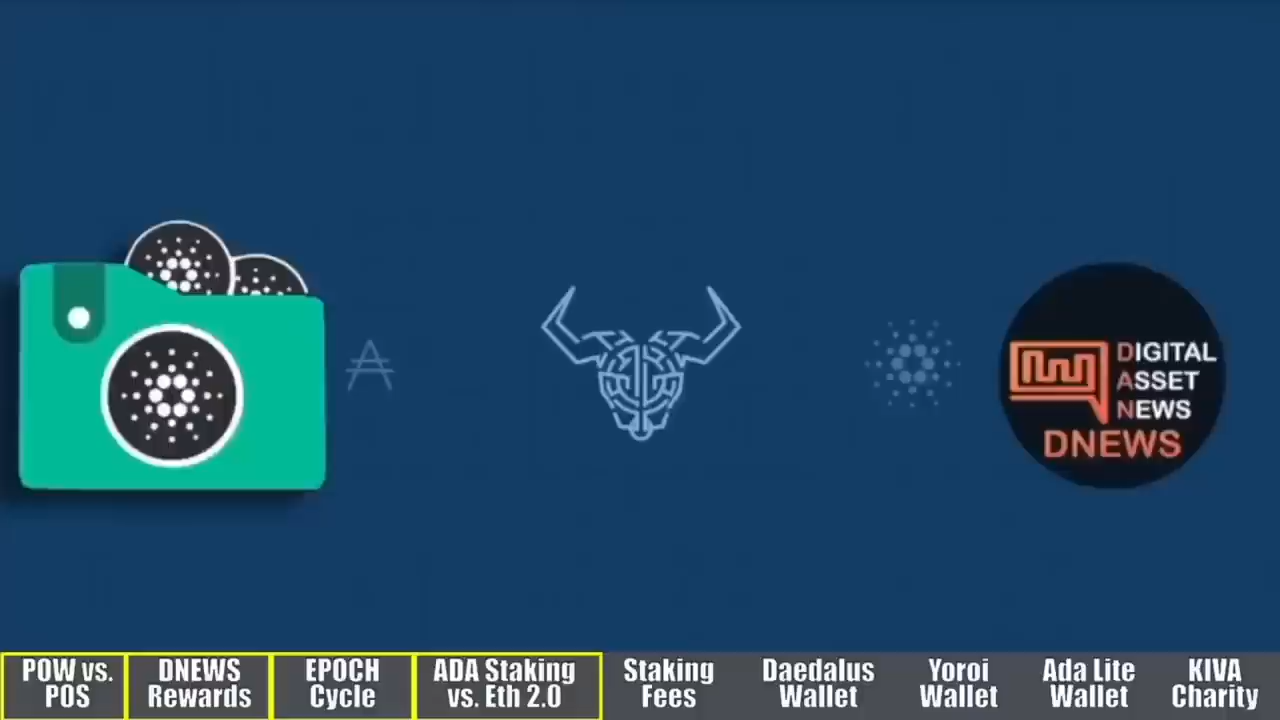 DIGITAL
ASSET
NEWS
DNEWS
POW vs.
POS
DNEWS
Rewards
EPOCH
Cycle
ADA Staking
vs. Eth 2.0
Staking
Fees
Daedalus
Wallet
Yoroi
Wallet
Ada Lite
Wallet
KIVA
Charity